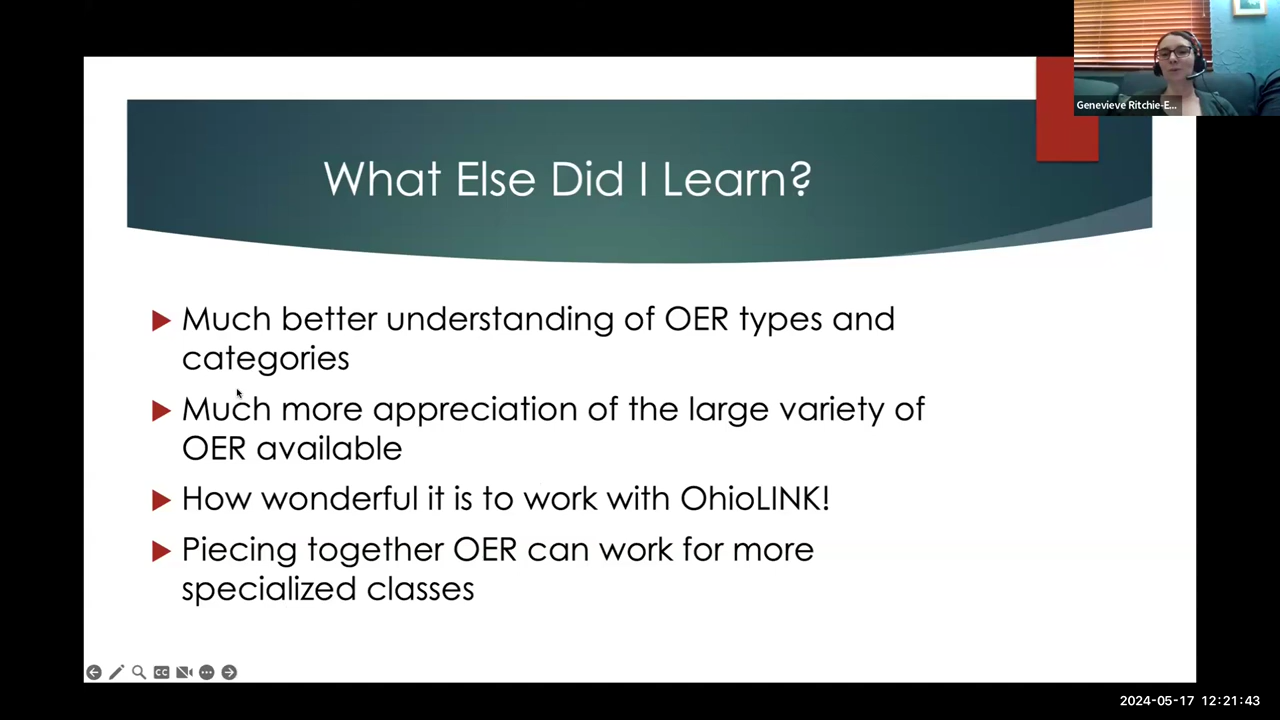 Genevieve Ritchie-E...
What Else Did I Learn?
Much better understanding of OER types and
categories
Much more appreciation of the large variety of
OER available
How wonderful it is to work with OhioLINK!
Piecing together OER can work for more
specialized classes
CC
2024-05-17 12:21:43